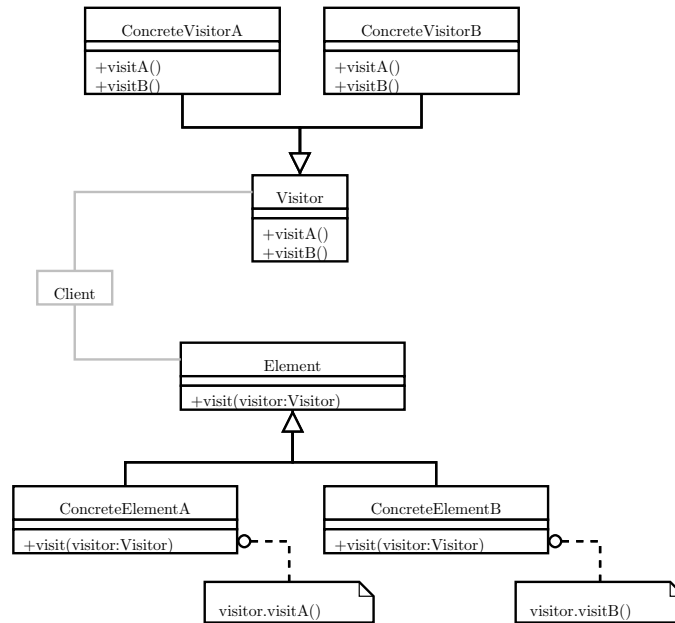 ConcreteVisitorA
+visitA()
+visitB()
ConcreteVisitorB
+visitA()
+visitB()
Visitor
+visitA()
+visitB()
Client
Element
+visit(visitor:Visitor)
ConcreteElementA
+visit(visitor:Visitor)
ConcreteElementB
+visit(visitor:Visitor)
visitor.visitA()
visitor.visitB()